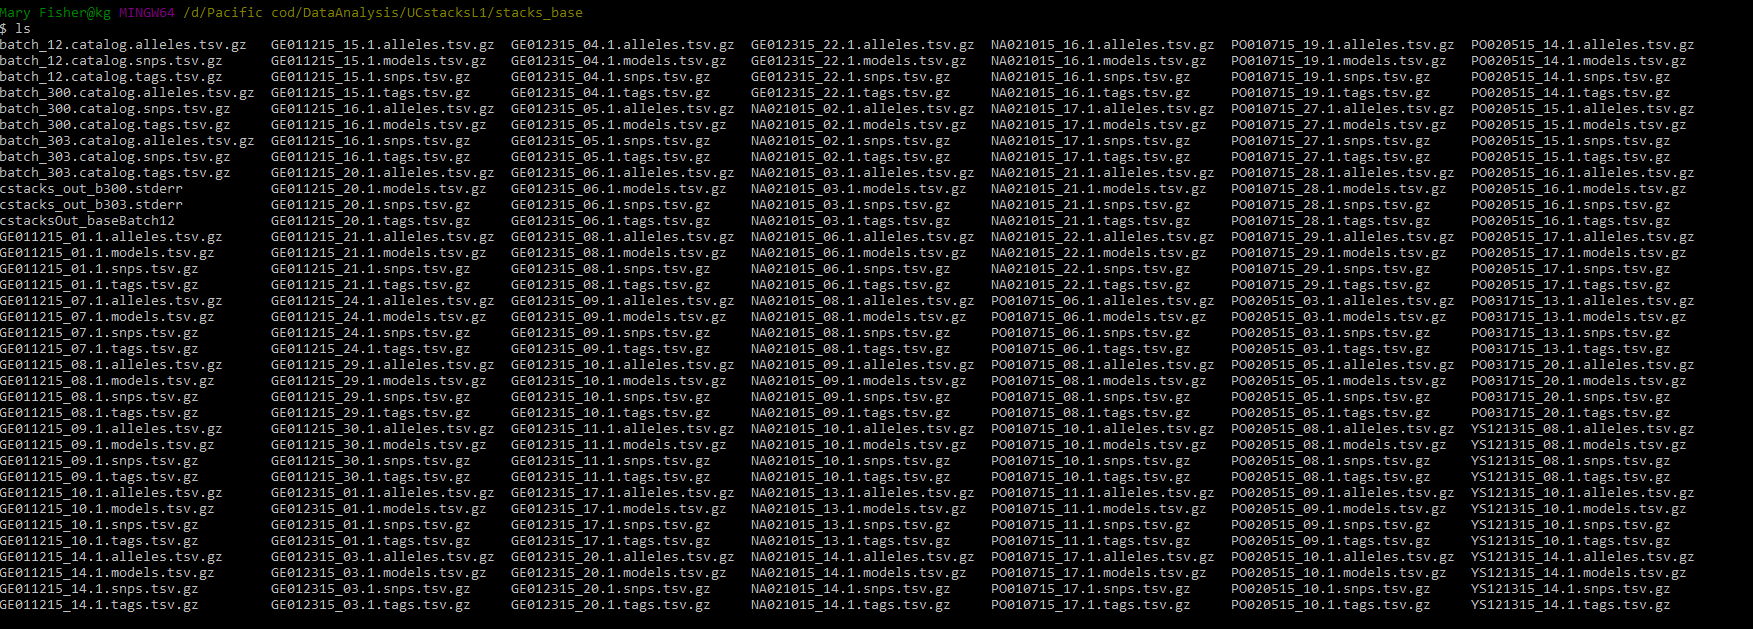 Mary Fisher@kg MINGW64 /d/Pacific cod/DataAnalysis/UCstacksL1/stacks_base
$ ls
batch_12.catalog.alleles.tsv.gz GE011215_15.1.alleles.tsv.gz GE012315_04.1.alleles.tsv.gz GE012315_22.1.alleles.tsv.gz NA021015_16.1.alleles.tsv.gz PO010715_19.1.alleles.tsv.gz PO020515_14.1.alleles.tsv.gz
batch_12.catalog.snps.tsv.gz GE011215_15.1.models.tsv.gz GE012315_04.1.models.tsv.gz GE012315_22.1.models.tsv.gz NA021015_16.1.models.tsv.gz PO010715_19.1.models.tsv.gz PO020515_14.1.models.tsv.gz
batch_12.catalog.tags.tsv.gz GE011215_15.1.snps.tsv.gz GE012315_04.1.snps.tsv.gz GE012315_22.1.snps.tsv.gz NA021015_16.1.snps.tsv.gz PO010715_19.1.snps.tsv.gz PO020515_14.1.snps.tsv.gz
batch_300.catalog.alleles.tsv.gz GE011215_15.1.tags.tsv.gz GE012315_04.1.tags.tsv.gz GE012315_22.1.tags.tsv.gz NA021015_16.1.tags.tsv.gz PO010715_19.1.tags.tsv.gz PO020515_14.1.tags.tsv.gz
batch_300.catalog.snps.tsv.gz GE011215_16.1.alleles.tsv.gz GE012315_05.1.alleles.tsv.gz NA021015_02.1.alleles.tsv.gz NA021015_17.1.alleles.tsv.gz PO010715_27.1.alleles.tsv.gz PO020515_15.1.alleles.tsv.gz
batch_300.catalog.tags.tsv.gz GE011215_16.1.models.tsv.gz GE012315_05.1.models.tsv.gz NA021015_02.1.models.tsv.gz NA021015_17.1.models.tsv.gz PO010715_27.1.models.tsv.gz PO020515_15.1.models.tsv.gz
batch_303.catalog.alleles.tsv.gz GE011215_16.1.snps.tsv.gz GE012315_05.1.snps.tsv.gz NA021015_02.1.snps.tsv.gz NA021015_17.1.snps.tsv.gz PO010715_27.1.snps.tsv.gz PO020515_15.1.snps.tsv.gz
batch_303.catalog.snps.tsv.gz GE011215_16.1.tags.tsv.gz GE012315_05.1.tags.tsv.gz NA021015_02.1.tags.tsv.gz NA021015_17.1.tags.tsv.gz PO010715_27.1.tags.tsv.gz PO020515_15.1.tags.tsv.gz
batch_303.catalog.tags.tsv.gz GE011215_20.1.alleles.tsv.gz GE012315_06.1.alleles.tsv.gz NA021015_03.1.alleles.tsv.gz NA021015_21.1.alleles.tsv.gz PO010715_28.1.alleles.tsv.gz PO020515_16.1.alleles.tsv.gz
cstacks_out_b300.stderr GE011215_20.1.models.tsv.gz GE012315_06.1.models.tsv.gz NA021015_03.1.models.tsv.gz NA021015_21.1.models.tsv.gz PO010715_28.1.models.tsv.gz PO020515_16.1.models.tsv.gz
cstacks_out_b303.stderr GE011215_20.1.snps.tsv.gz GE012315_06.1.snps.tsv.gz NA021015_03.1.snps.tsv.gz NA021015_21.1.snps.tsv.gz PO010715_28.1.snps.tsv.gz PO020515_16.1.snps.tsv.gz
cstacksOut_baseBatch12 GE011215_20.1.tags.tsv.gz GE012315_06.1.tags.tsv.gz NA021015_03.1.tags.tsv.gz NA021015_21.1.tags.tsv.gz PO010715_28.1.tags.tsv.gz PO020515_16.1.tags.tsv.gz
GE011215_01.1.alleles.tsv.gz GE011215_21.1.alleles.tsv.gz GE012315_08.1.alleles.tsv.gz NA021015_06.1.alleles.tsv.gz NA021015_22.1.alleles.tsv.gz PO010715_29.1.alleles.tsv.gz PO020515_17.1.alleles.tsv.gz
GE011215_01.1.models.tsv.gz GE011215_21.1.models.tsv.gz GE012315_08.1.models.tsv.gz NA021015_06.1.models.tsv.gz NA021015_22.1.models.tsv.gz PO010715_29.1.models.tsv.gz PO020515_17.1.models.tsv.gz
GE011215_01.1.snps.tsv.gz GE011215_21.1.snps.tsv.gz GE012315_08.1.snps.tsv.gz NA021015_06.1.snps.tsv.gz NA021015_22.1.snps.tsv.gz PO010715_29.1.snps.tsv.gz PO020515_17.1.snps.tsv.gz
GE011215_01.1.tags.tsv.gz GE011215_21.1.tags.tsv.gz GE012315_08.1.tags.tsv.gz NA021015_06.1.tags.tsv.gz NA021015_22.1.tags.tsv.gz PO010715_29.1.tags.tsv.gz PO020515_17.1.tags.tsv.gz
GE011215_07.1.alleles.tsv.gz GE011215_24.1.alleles.tsv.gz GE012315_09.1.alleles.tsv.gz NA021015_08.1.alleles.tsv.gz PO010715_06.1.alleles.tsv.gz PO020515_03.1.alleles.tsv.gz PO031715_13.1.alleles.tsv.gz
GE011215_07.1.models.tsv.gz GE011215_24.1.models.tsv.gz GE012315_09.1.models.tsv.gz NA021015_08.1.models.tsv.gz PO010715_06.1.models.tsv.gz PO020515_03.1.models.tsv.gz PO031715_13.1.models.tsv.gz
GE011215_07.1.snps.tsv.gz GE011215_24.1.snps.tsv.gz GE012315_09.1.snps.tsv.gz NA021015_08.1.snps.tsv.gz PO010715_06.1.snps.tsv.gz PO020515_03.1.snps.tsv.gz PO031715_13.1.snps.tsv.gz
GE011215_07.1.tags.tsv.gz GE011215_24.1.tags.tsv.gz GE012315_09.1.tags.tsv.gz NA021015_08.1.tags.tsv.gz PO010715_06.1.tags.tsv.gz PO020515_03.1.tags.tsv.gz PO031715_13.1.tags.tsv.gz
GE011215_08.1.alleles.tsv.gz GE011215_29.1.alleles.tsv.gz GE012315_10.1.alleles.tsv.gz NA021015_09.1.alleles.tsv.gz PO010715_08.1.alleles.tsv.gz PO020515_05.1.alleles.tsv.gz PO031715_20.1.alleles.tsv.gz
GE011215_08.1.models.tsv.gz GE011215_29.1.models.tsv.gz GE012315_10.1.models.tsv.gz NA021015_09.1.models.tsv.gz PO010715_08.1.models.tsv.gz PO020515_05.1.models.tsv.gz PO031715_20.1.models.tsv.gz
GE011215_08.1.snps.tsv.gz GE011215_29.1.snps.tsv.gz GE012315_10.1.snps.tsv.gz NA021015_09.1.snps.tsv.gz PO010715_08.1.snps.tsv.gz PO020515_05.1.snps.tsv.gz PO031715_20.1.snps.tsv.gz
GE011215_08.1.tags.tsv.gz GE011215_29.1.tags.tsv.gz GE012315_10.1.tags.tsv.gz NA021015_09.1.tags.tsv.gz PO010715_08.1.tags.tsv.gz PO020515_05.1.tags.tsv.gz PO031715_20.1.tags.tsv.gz
GE011215_09.1.alleles.tsv.gz GE011215_30.1.alleles.tsv.gz GE012315_11.1.alleles.tsv.gz NA021015_10.1.alleles.tsv.gz PO010715_10.1.alleles.tsv.gz PO020515_08.1.alleles.tsv.gz YS121315_08.1.alleles.tsv.gz
GE011215_09.1.models.tsv.gz GE011215_30.1.models.tsv.gz GE012315_11.1.models.tsv.gz NA021015_10.1.models.tsv.gz PO010715_10.1.models.tsv.gz PO020515_08.1.models.tsv.gz YS121315_08.1.models.tsv.gz
GE011215_09.1.snps.tsv.gz GE011215_30.1.snps.tsv.gz GE012315_11.1.snps.tsv.gz NA021015_10.1.snps.tsv.gz PO010715_10.1.snps.tsv.gz PO020515_08.1.snps.tsv.gz YS121315_08.1.snps.tsv.gz
GE011215_09.1.tags.tsv.gz GE011215_30.1.tags.tsv.gz GE012315_11.1.tags.tsv.gz NA021015_10.1.tags.tsv.gz PO010715_10.1.tags.tsv.gz PO020515_08.1.tags.tsv.gz YS121315_08.1.tags.tsv.gz
GE011215_10.1.alleles.tsv.gz GE012315_01.1.alleles.tsv.gz GE012315_17.1.alleles.tsv.gz NA021015_13.1.alleles.tsv.gz PO010715_11.1.alleles.tsv.gz PO020515_09.1.alleles.tsv.gz YS121315_10.1.alleles.tsv.gz
GE011215_10.1.models.tsv.gz GE012315_01.1.models.tsv.gz GE012315_17.1.models.tsv.gz NA021015_13.1.models.tsv.gz PO010715_11.1.models.tsv.gz PO020515_09.1.models.tsv.gz YS121315_10.1.models.tsv.gz
GE011215_10.1.snps.tsv.gz GE012315_01.1.snps.tsv.gz GE012315_17.1.snps.tsv.gz NA021015_13.1.snps.tsv.gz PO010715_11.1.snps.tsv.gz PO020515_09.1.snps.tsv.gz YS121315_10.1.snps.tsv.gz
GE011215_10.1.tags.tsv.gz GE012315_01.1.tags.tsv.gz GE012315_17.1.tags.tsv.gz NA021015_13.1.tags.tsv.gz PO010715_11.1.tags.tsv.gz PO020515_09.1.tags.tsv.gz YS121315_10.1.tags.tsv.gz
GE011215_14.1.alleles.tsv.gz GE012315_03.1.alleles.tsv.gz GE012315_20.1.alleles.tsv.gz NA021015_14.1.alleles.tsv.gz PO010715_17.1.alleles.tsv.gz PO020515_10.1.alleles.tsv.gz YS121315_14.1.alleles.tsv.gz
GE011215_14.1.models.tsv.gz GE012315_03.1.models.tsv.gz GE012315_20.1.models.tsv.gz NA021015_14.1.models.tsv.gz PO010715_17.1.models.tsv.gz PO020515_10.1.models.tsv.gz YS121315_14.1.models.tsv.gz
GE011215_14.1.snps.tsv.gz GE012315_03.1.snps.tsv.gz GE012315_20.1.snps.tsv.gz NA021015_14.1.snps.tsv.gz PO010715_17.1.snps.tsv.gz PO020515_10.1.snps.tsv.gz YS121315_14.1.snps.tsv.gz
GE011215_14.1.tags.tsv.gz GE012315_03.1.tags.tsv.gz GE012315_20.1.tags.tsv.gz NA021015_14.1.tags.tsv.gz PO010715_17.1.tags.tsv.gz PO020515_10.1.tags.tsv.gz YS121315_14.1.tags.tsv.gz